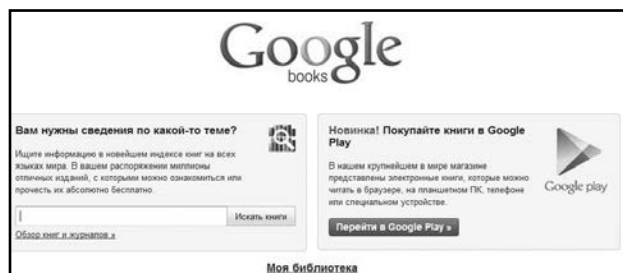 Google
books
Вам нужны сведения по какой-то теме?
Ищите информацию в новейшем индексе книг на всех
языках мира. В вашем распоряжении миллионы
отличных изданий, с которыми можно ознакомиться или
прочесть их абсолютно бесплатно.
Искать книги
Обзор книг и журналов »
Новинка! Покупайте книги в Google
Play
В нашем крупнейшем в мире магазине
представлены электронные книги, которые можно
читать в браузере, на планшетном ПК, телефоне
или специальном устройстве.
Google play
Перейти в Google Play »
Моя библиотека